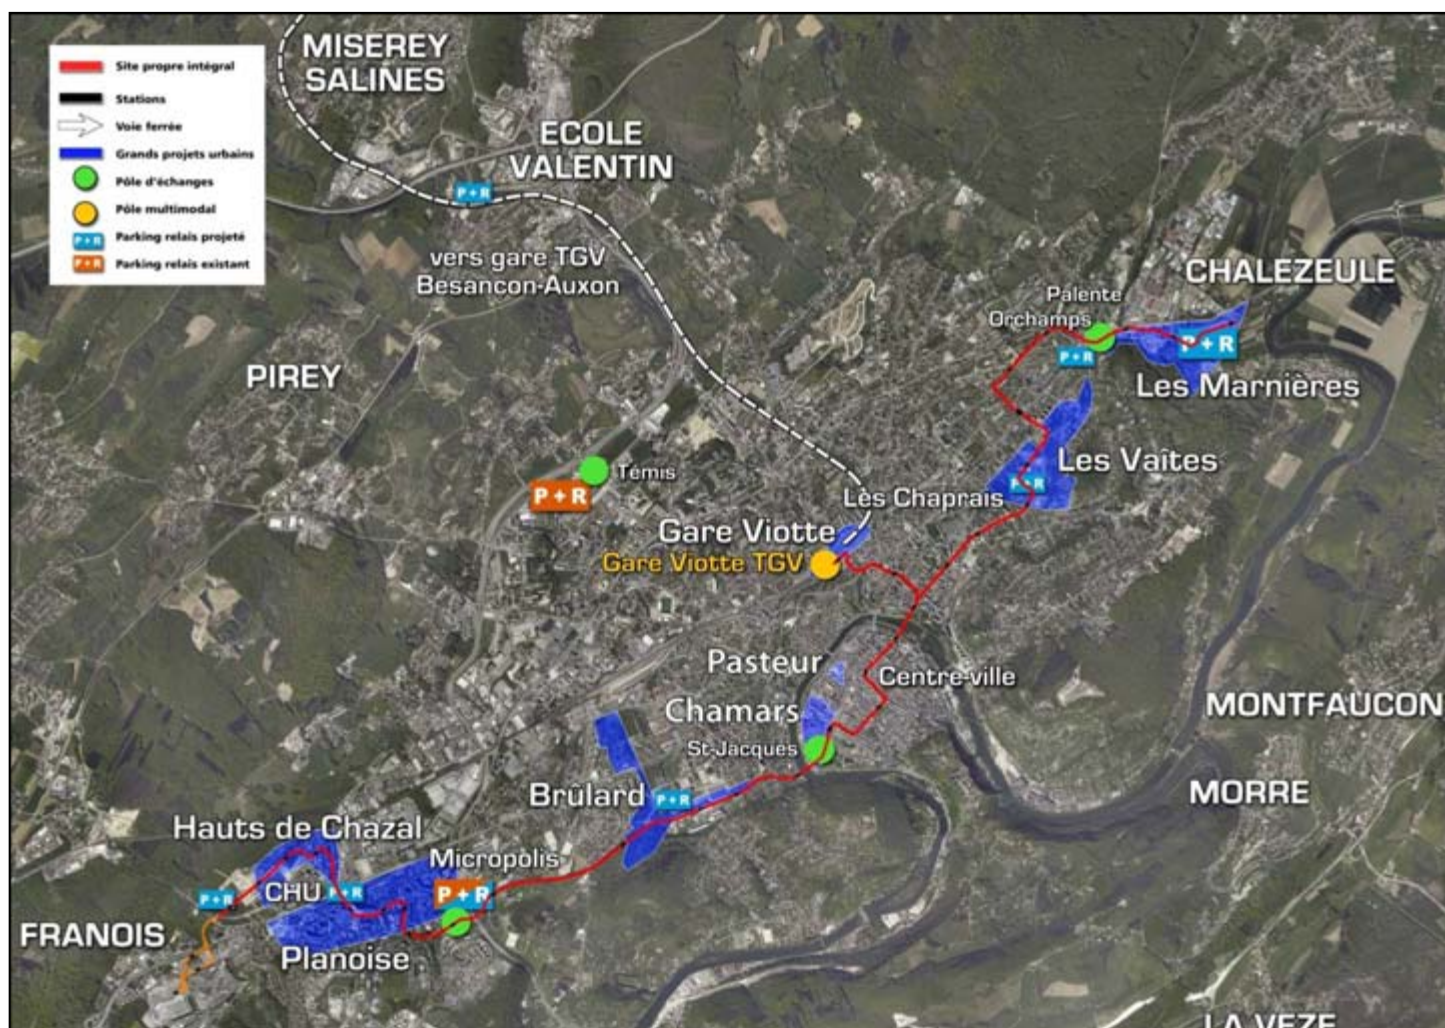 MISEREY
SALINES
Site propre intégral
Stations
Voie ferrée
Grands projets urbains
Pôle d'échanges
Pôle multimodal
P+R Parking relais projeté
P+R Parking relais existant
ECOLE
VALENTIN
P+R
vers gare TGV
Besancon-Auxon
CHALEZEULE
Palente
Orchamps
P+R
P+R
Les Marnières
PIREY
Les Vaîtes
P+R
Témis
P+R
Les Chaprais
Gare Viotte
Gare Viotte TGV
Pasteur
Centre-ville
Chamars
St-Jacques
MONTFAUCON
MORRE
Brûlard
P+R
Hauts de Chazal
Micropolis
P+R
CHU
P+R
P+R
FRANOIS
Planoise
LA VEZE